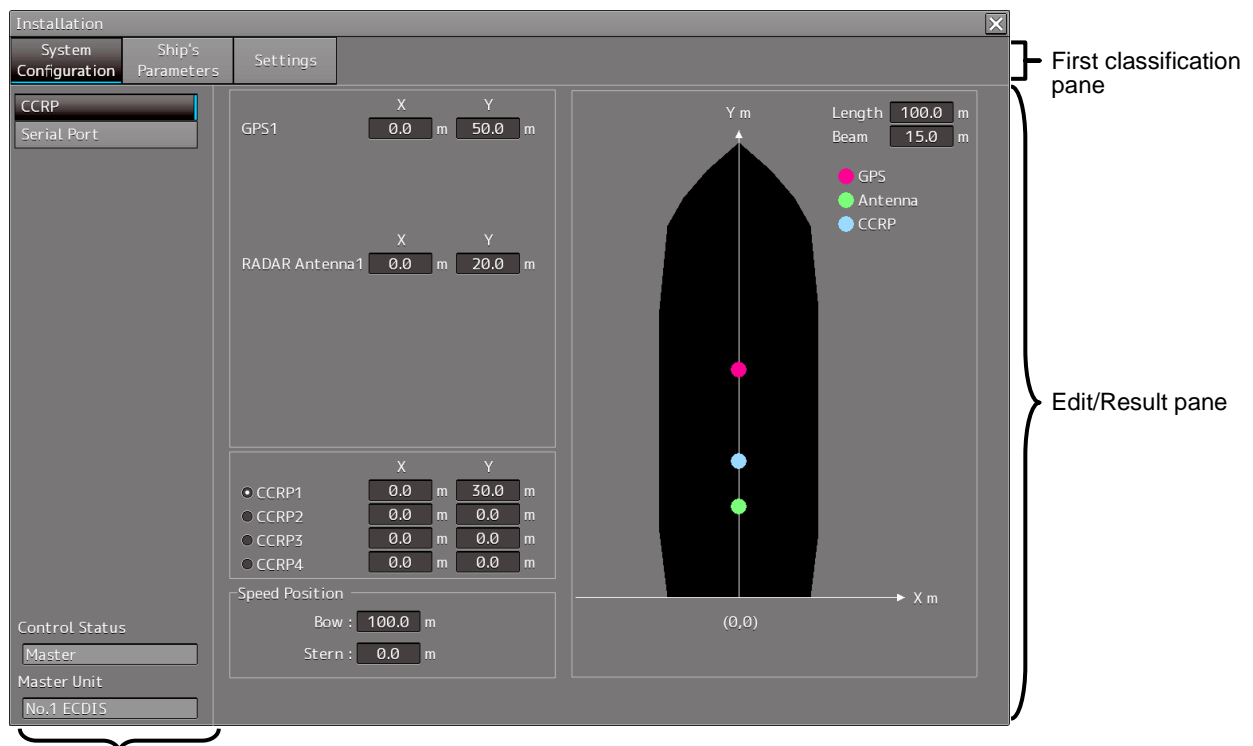 Installation
System Configuration
Ship's Parameters
Settings
First classification pane
CCRP
Serial Port
X Y
GPS1 0.0 m 50.0 m
X Y
RADAR Antenna1 0.0 m 20.0 m
X Y
CCRP1 0.0 m 30.0 m
CCRP2 0.0 m 0.0 m
CCRP3 0.0 m 0.0 m
CCRP4 0.0 m 0.0 m
Speed Position
Bow : 100.0 m
Stern : 0.0 m
Y m
Length 100.0 m
Beam 15.0 m
GPS
Antenna
CCRP
X m
(0,0)
Edit/Result pane
Control Status
Master
Master Unit
No.1 ECDIS